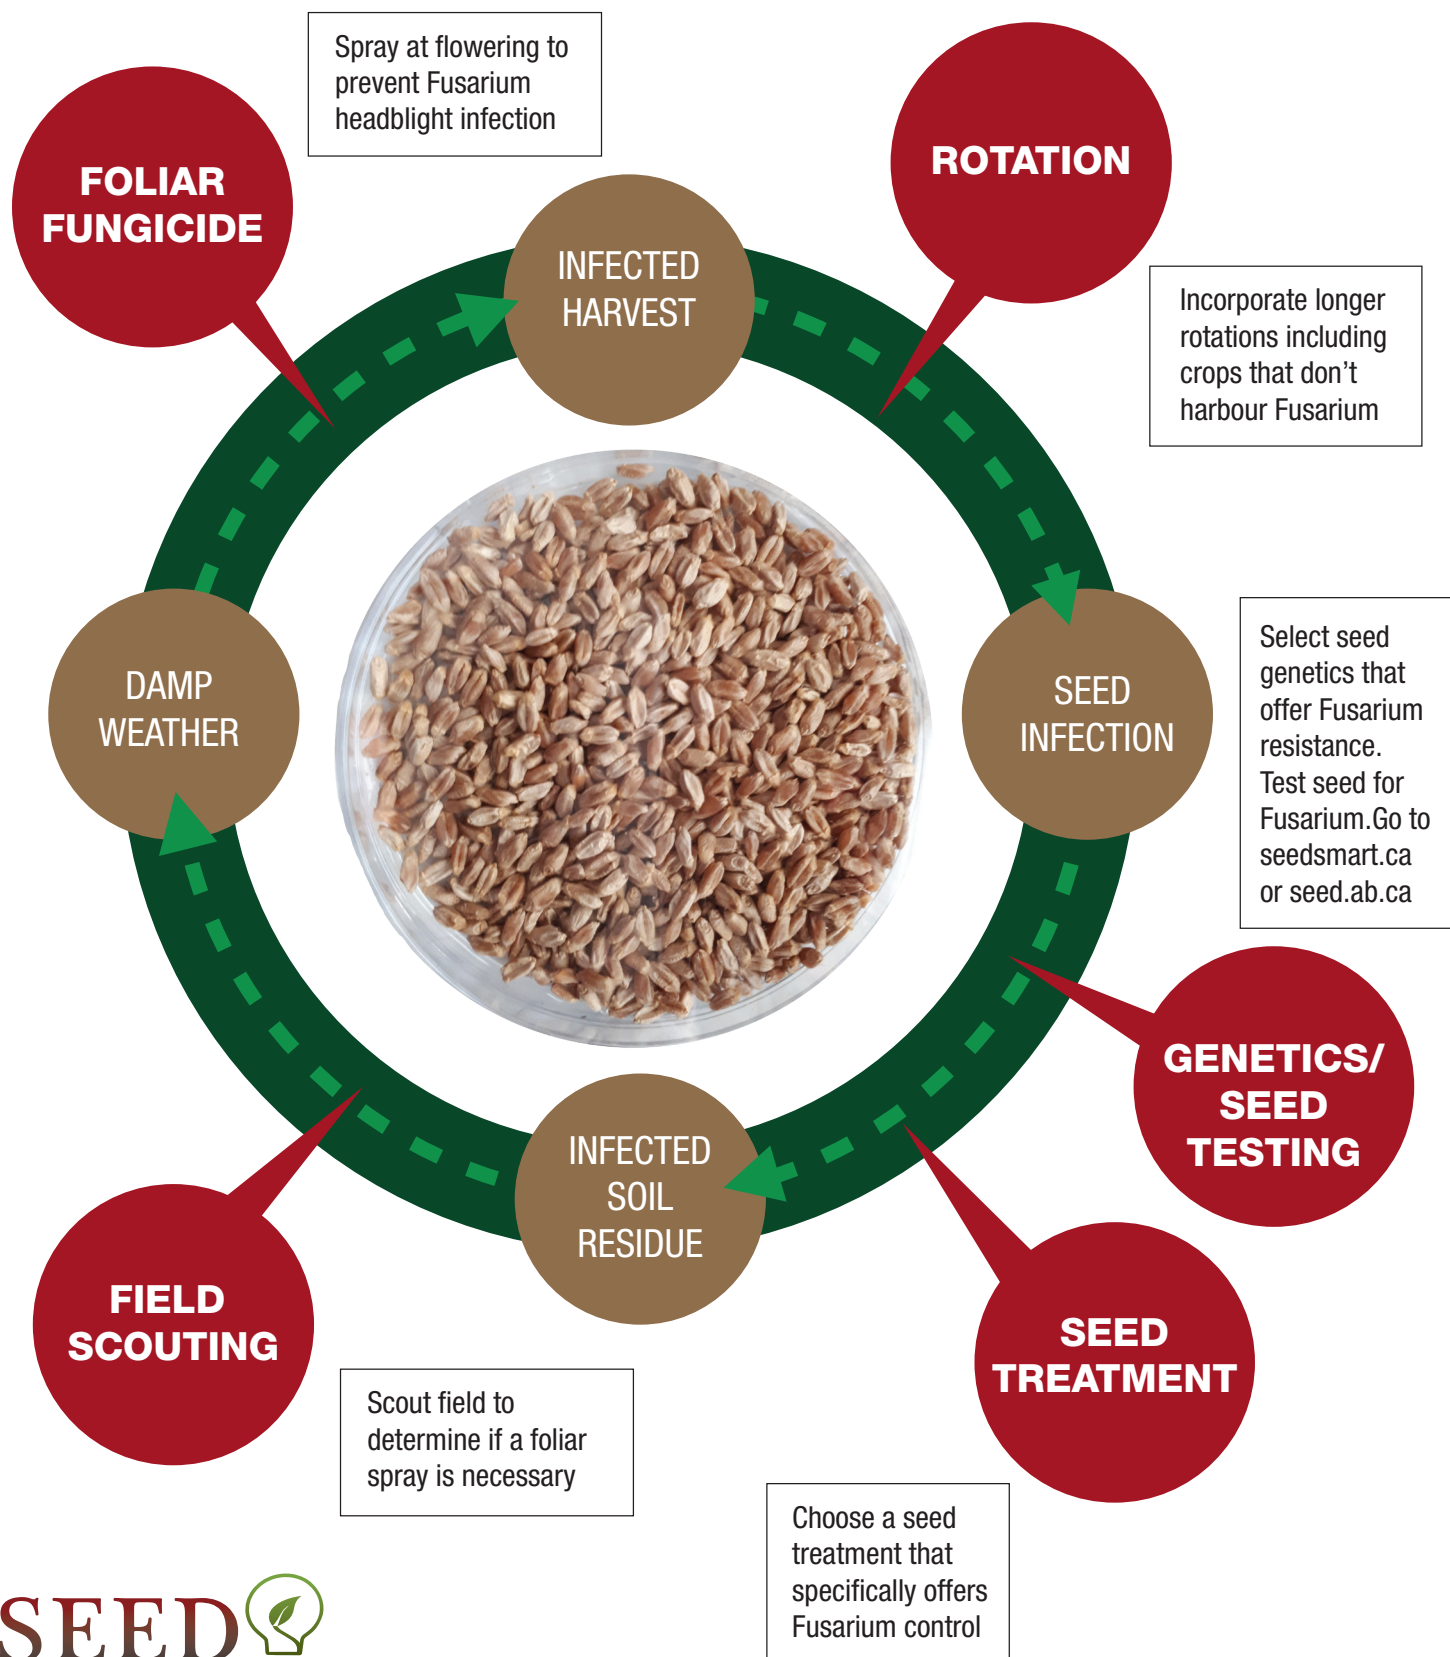 Spray at flowering to
prevent Fusarium
headblight infection
FOLIAR
FUNGICIDE
ROTATION
INFECTED
HARVEST
Incorporate longer
rotations including
crops that don’t
harbour Fusarium
DAMP
WEATHER
SEED
INFECTION
Select seed
genetics that
offer Fusarium
resistance.
Test seed for
Fusarium.Go to
seedsmart.ca
or seed.ab.ca
GENETICS/
SEED
TESTING
INFECTED
SOIL
RESIDUE
FIELD
SCOUTING
SEED
TREATMENT
Scout field to
determine if a foliar
spray is necessary
Choose a seed
treatment that
specifically offers
Fusarium control
SEED